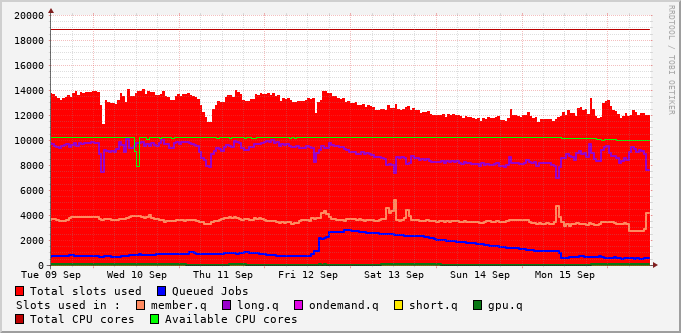 20000
18000
16000
14000
12000
10000
8000
6000
4000
2000
0
Tue 09 Sep Wed 10 Sep Thu 11 Sep Fri 12 Sep Sat 13 Sep Sun 14 Sep Mon 15 Sep
Total slots used Queued Jobs
Slots used in : member.q long.q ondemand.q short.q gpu.q
Total CPU cores Available CPU cores
RRDTOOL / TOBI OETIKER